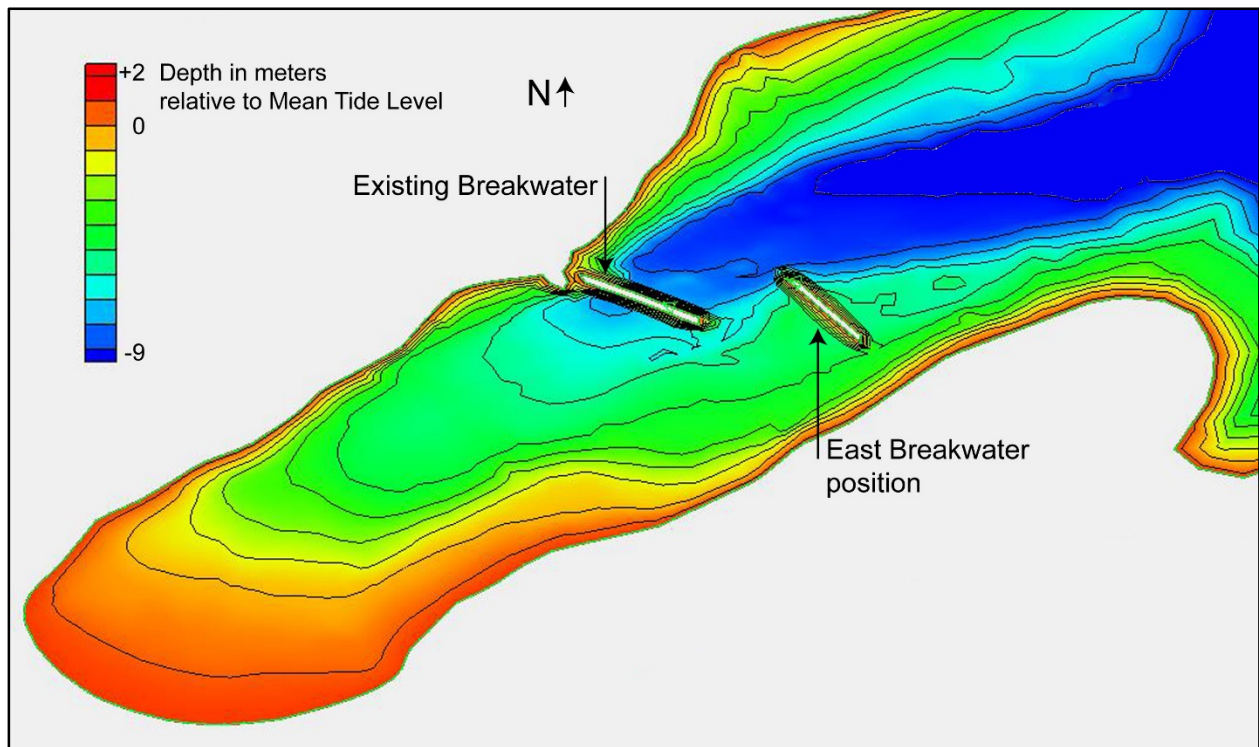 +2 Depth in meters
relative to Mean Tide Level
0
-9
N
Existing Breakwater
East Breakwater
position